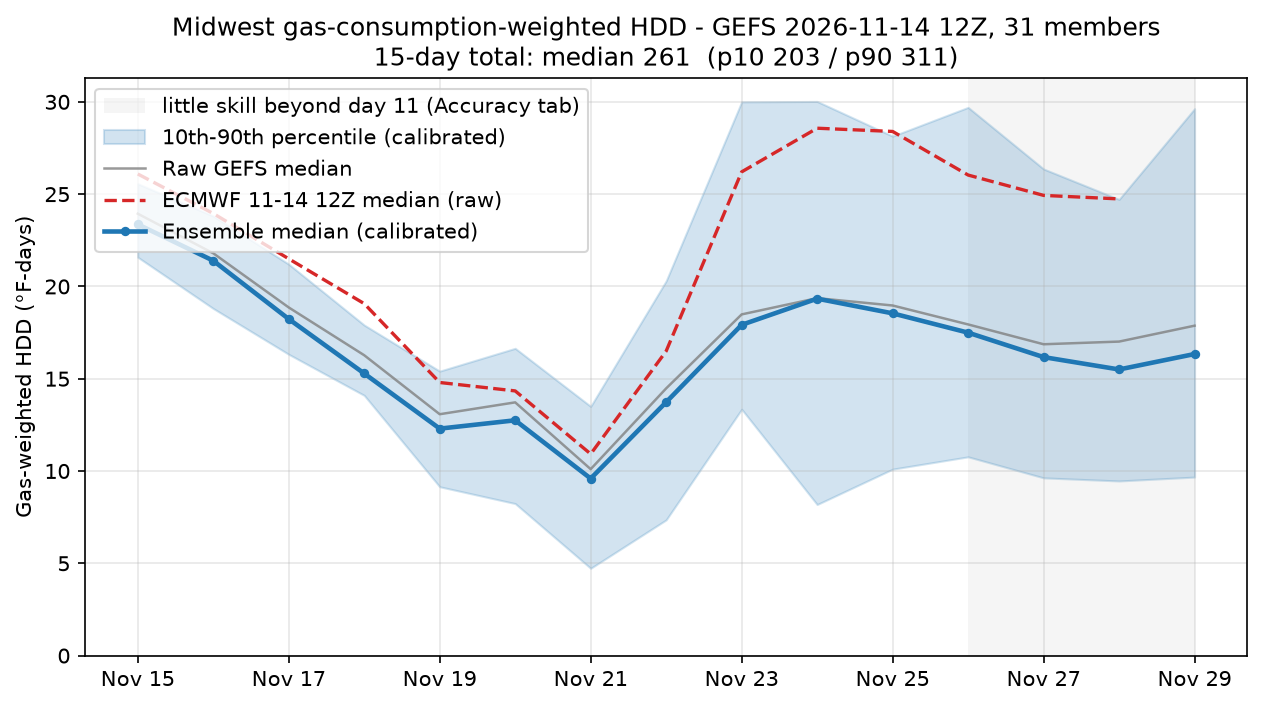 Midwest gas-consumption-weighted HDD - GEFS 2026-11-14 12Z, 31 members
15-day total: median 261  (p10 203 / p90 311)
little skill beyond day 11 (Accuracy tab)
10th-90th percentile (calibrated)
Raw GEFS median
ECMWF 11-14 12Z median (raw)
Ensemble median (calibrated)
Gas-weighted HDD (°F-days)
30
25
20
15
10
5
0
Nov 15
Nov 17
Nov 19
Nov 21
Nov 23
Nov 25
Nov 27
Nov 29